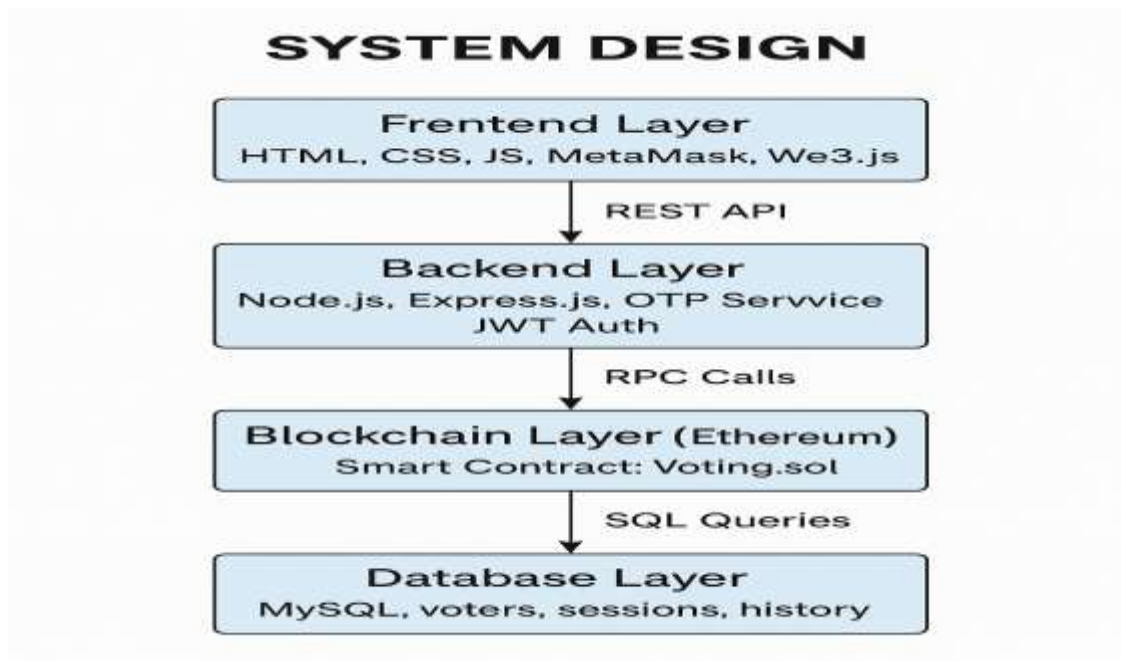 SYSTEM DESIGN
Frentend Layer
HTML, CSS, JS, MetaMask, We3.js
REST API
Backend Layer
Node.js, Express.js, OTP Servvice
JWT Auth
RPC Calls
Blockchain Layer (Ethereum)
Smart Contract: Voting.sol
SQL Queries
Database Layer
MySQL, voters, sessions, history